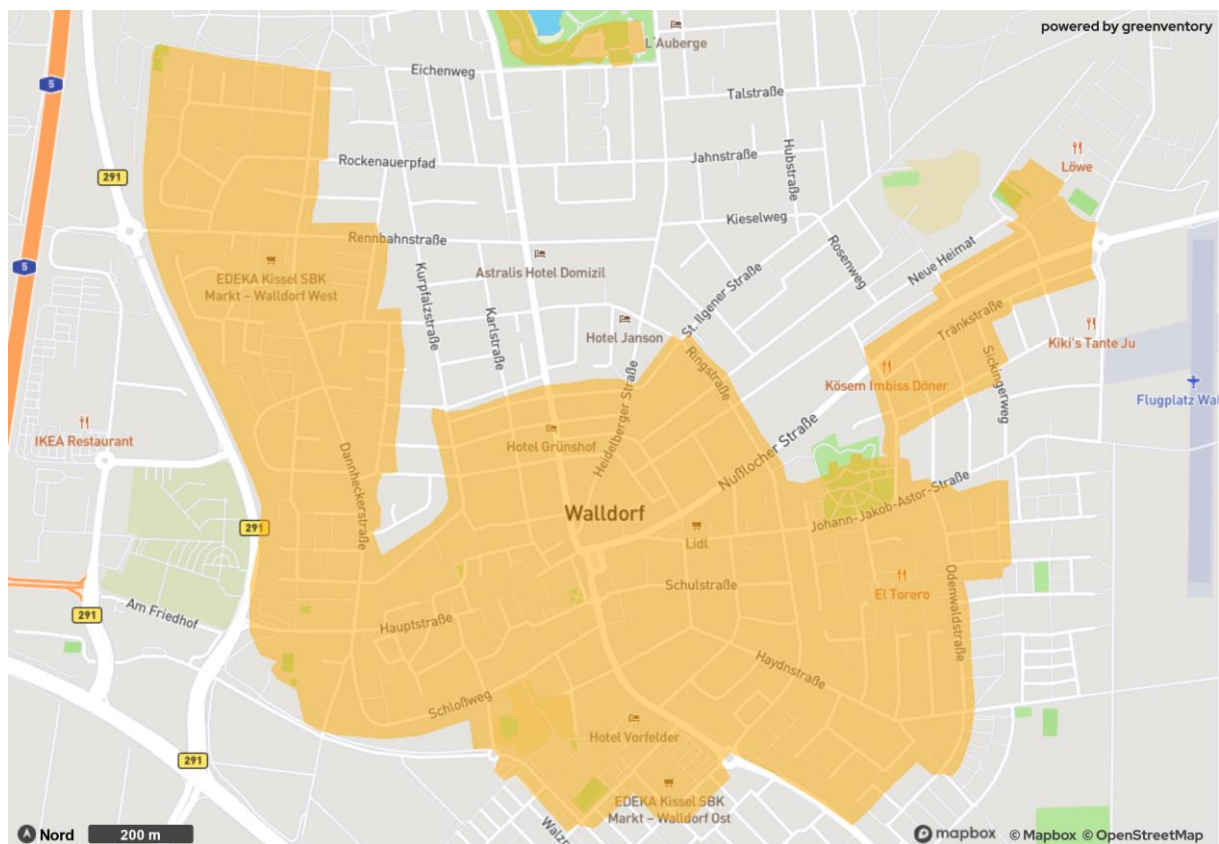 powered by greenventory
L'Auberge
5
Eichenweg
Talstraße
Hubstraße
Rockenauerpfad
Jahnstraße
Löwe
291
Kieselweg
Rennbahnstraße
Rosenweg
Neue Heimat
5
EDEKA Kissel SBK
Markt – Walldorf West
Astralis Hotel Domizil
Kurpfalzstraße
Karlstraße
St. Ilgener Straße
Tränkstraße
Hotel Janson
Ringstraße
Kiki's Tante Ju
Sickingerweg
Kösem Imbiss Döner
Flugplatz Wal
Heidelberger Straße
IKEA Restaurant
Hotel Grünshof
Nußlocher Straße
Dannheckerstraße
Walldorf
Johann-Jakob-Astor-Straße
291
Lidl
Schulstraße
El Torero
Odenwaldstraße
291
Am Friedhof
Hauptstraße
Haydnstraße
Schloßweg
Hotel Vorfelder
291
EDEKA Kissel SBK
Markt – Walldorf Ost
Nord
200 m
mapbox
© Mapbox © OpenStreetMap